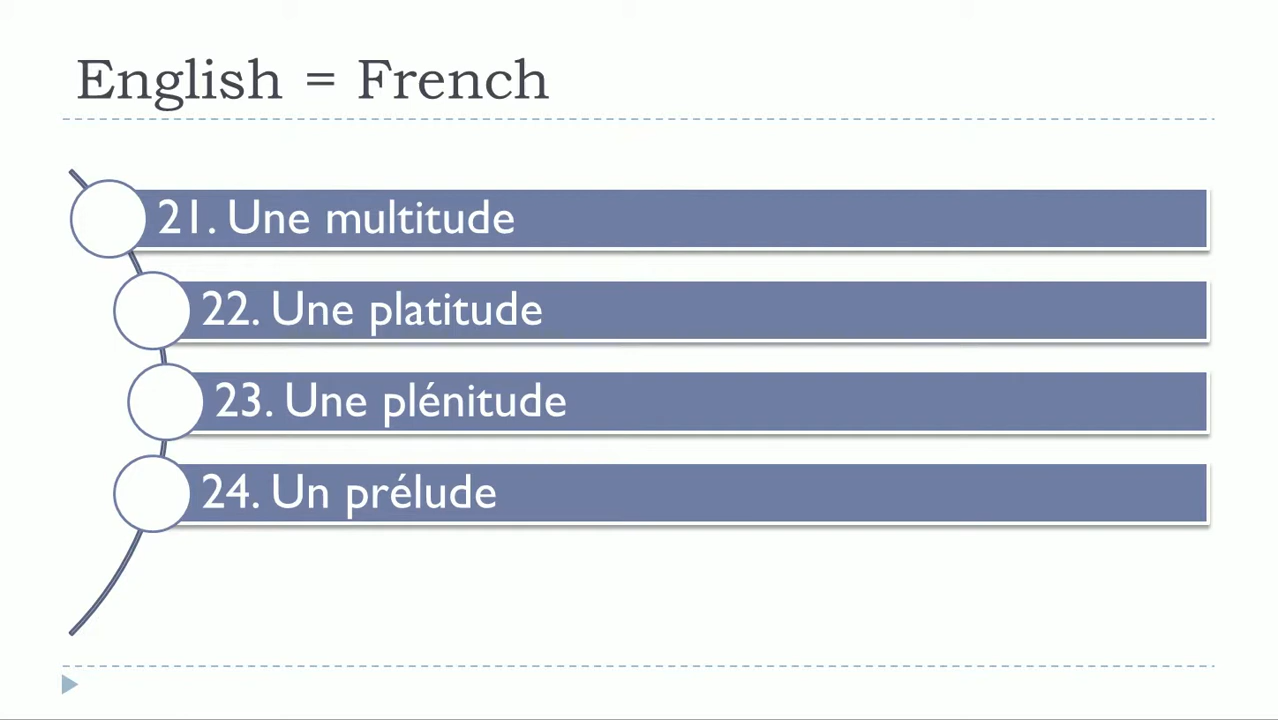 English = French
21. Une multitude
22. Une platitude
23. Une plénitude
24. Un prélude